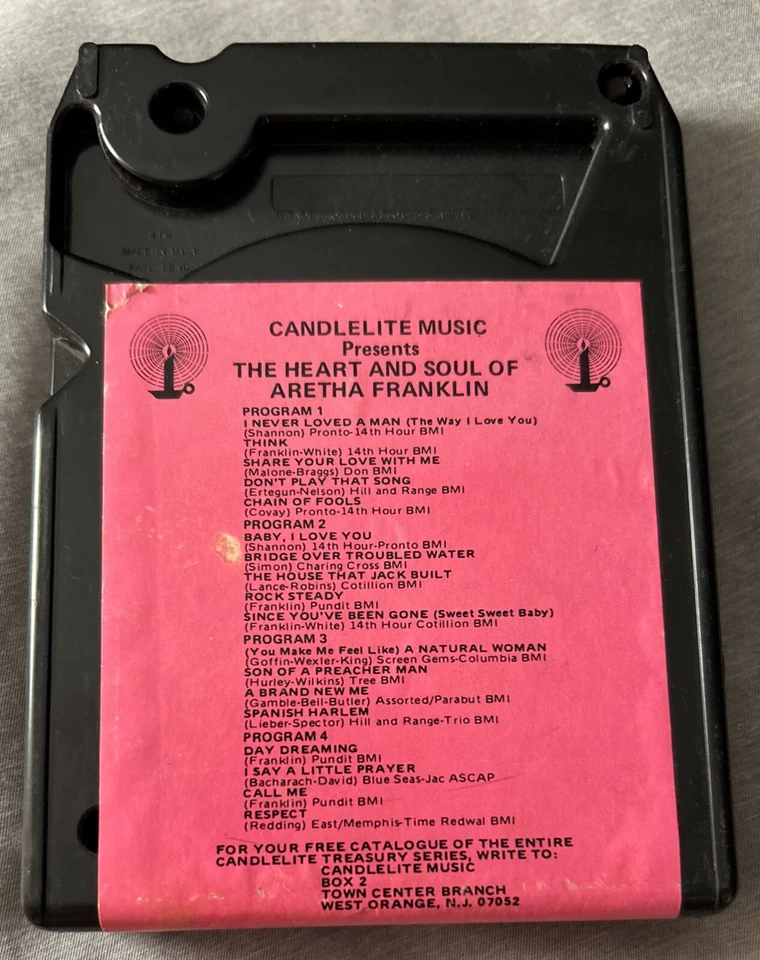 MADE IN U.S.A.
PATS. PEND.
CANDLELITE MUSIC
Presents
THE HEART AND SOUL OF
ARETHA FRANKLIN
PROGRAM 1
I NEVER LOVED A MAN (The Way I Love You)
(Shannon) Pronto-14th Hour BMI
THINK
(Franklin-White) 14th Hour BMI
SHARE YOUR LOVE WITH ME
(Malone-Braggs) Don BMI
DON'T PLAY THAT SONG
(Ertegun-Nelson) Hill and Range BMI
CHAIN OF FOOLS
(Covay) Pronto-14th Hour BMI
PROGRAM 2
BABY, I LOVE YOU
(Shannon) 14th Hour-Pronto BMI
BRIDGE OVER TROUBLED WATER
(Simon) Charing Cross BMI
THE HOUSE THAT JACK BUILT
(Lance-Robins) Cotillion BMI
ROCK STEADY
(Franklin) Pundit BMI
SINCE YOU'VE BEEN GONE (Sweet Sweet Baby)
(Franklin-White) 14th Hour Cotillion BMI
PROGRAM 3
(You Make Me Feel Like) A NATURAL WOMAN
(Goffin-Wexler-King) Screen Gems-Columbia BMI
SON OF A PREACHER MAN
(Hurley-Wilkins) Tree BMI
A BRAND NEW ME
(Gamble-Bell-Butler) Assorted/Parabut BMI
SPANISH HARLEM
(Lieber-Spector) Hill and Range-Trio BMI
PROGRAM 4
DAY DREAMING
(Franklin) Pundit BMI
I SAY A LITTLE PRAYER
(Bacharach-David) Blue Seas-Jac ASCAP
CALL ME
(Franklin) Pundit BMI
RESPECT
(Redding) East/Memphis-Time Redwal BMI
FOR YOUR FREE CATALOGUE OF THE ENTIRE
CANDLELITE TREASURY SERIES, WRITE TO:
CANDLELITE MUSIC
BOX 2
TOWN CENTER BRANCH
WEST ORANGE, N.J. 07052